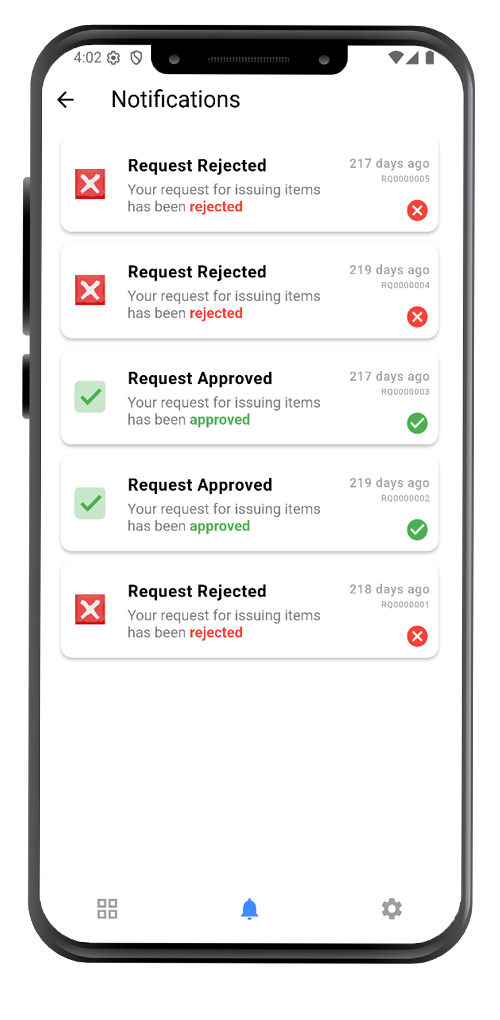 4:02
Notifications
Request Rejected
217 days ago
RQ0000005
Your request for issuing items
has been rejected
Request Rejected
219 days ago
RQ0000004
Your request for issuing items
has been rejected
Request Approved
217 days ago
RQ0000003
Your request for issuing items
has been approved
Request Approved
219 days ago
RQ0000002
Your request for issuing items
has been approved
Request Rejected
218 days ago
RQ0000001
Your request for issuing items
has been rejected